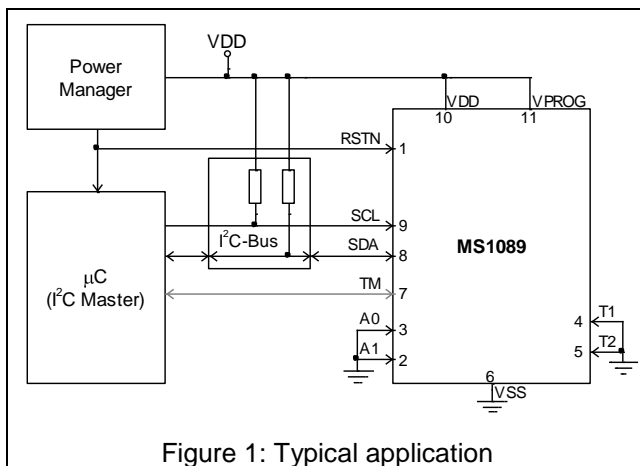 VDD
Power
Manager
VDD
VPROG
10
11
RSTN
1
SCL
9
I²C-Bus
SDA
8
MS1089
µC
(I²C Master)
TM
7
A0
3
A1
2
T1
4
T2
5
6
VSS
Figure 1: Typical application